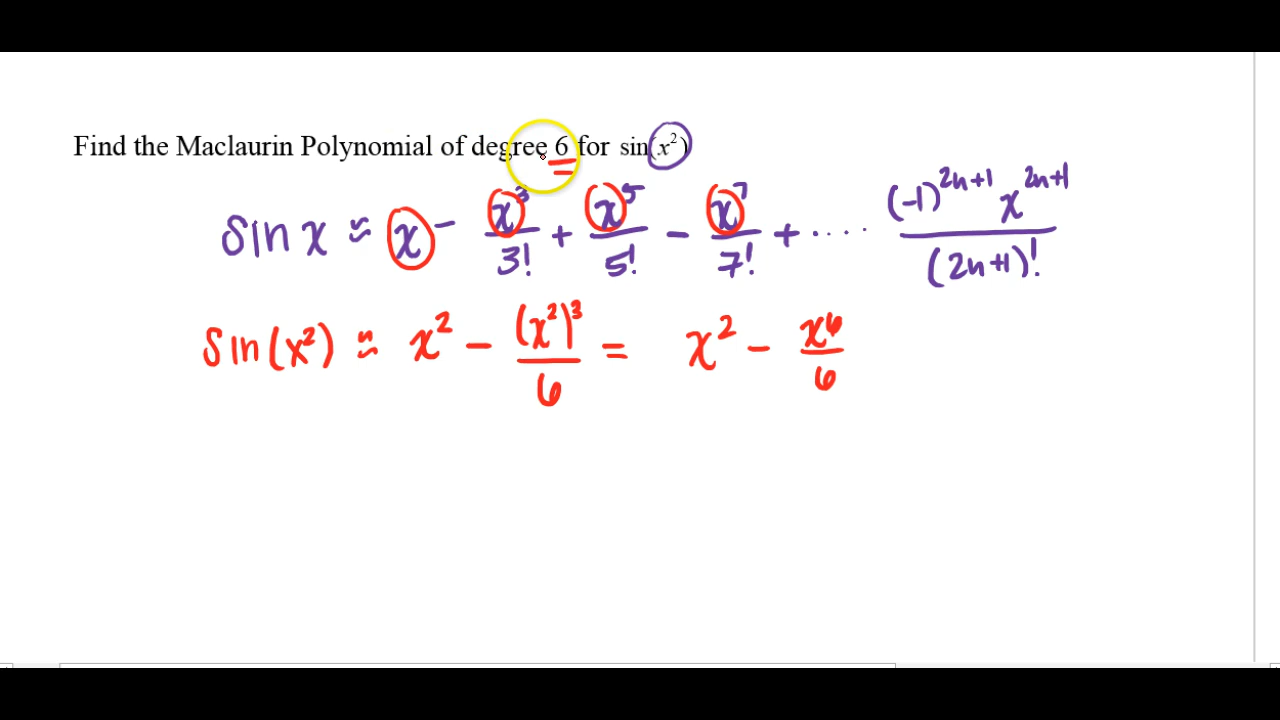 Find the Maclaurin Polynomial of degree 6 for sin(x²)
sin x ≈ x - x³/3! + x⁵/5! - x⁷/7! + .... (-1)²ⁿ⁺¹ x²ⁿ⁺¹/(2n+1)!
sin(x²) ≈ x² - (x²)³/6 = x² - x⁶/6